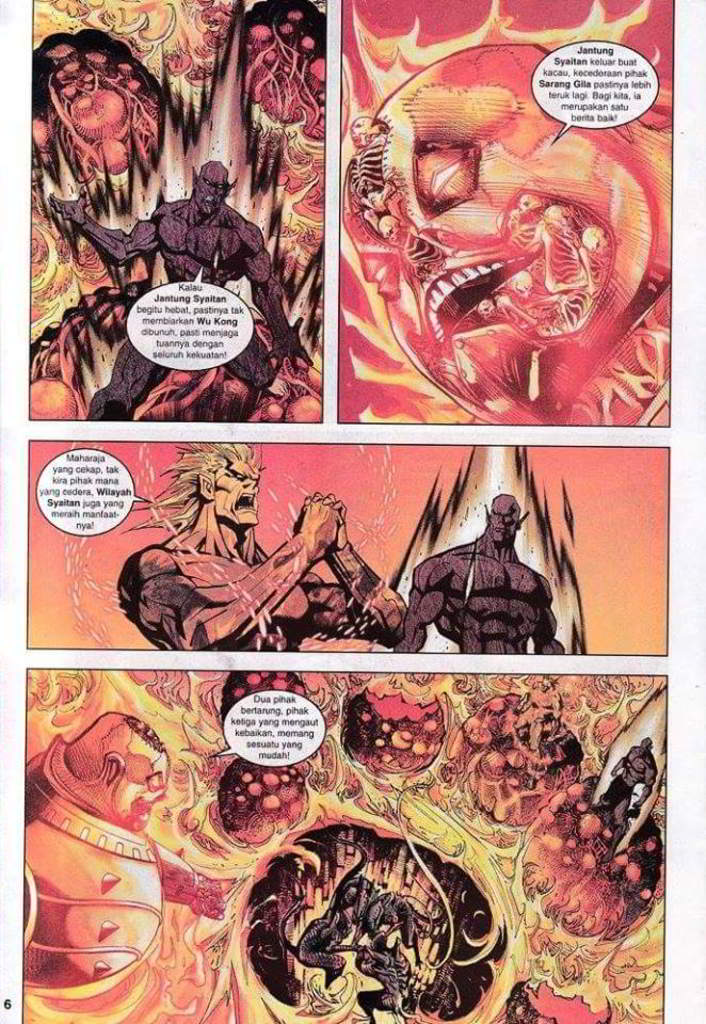 Kalau
Jantung Syaitan
begitu hebat, pastinya tak
membiarkan Wu Kong
dibunuh, pasti menjaga
tuannya dengan
seluruh kekuatan!
Jantung
Syaitan keluar buat
kacau, kecederaan pihak
Sarang Gila pastinya lebih
teruk lagi. Bagi kita, ia
merupakan satu
berita baik!
Maharaja
yang cekap, tak
kira pihak mana
yang cedera, Wilayah
Syaitan juga yang
meraih manfaat-
nya!
Dua pihak
bertarung, pihak
ketiga yang mengaut
kebaikan, memang
sesuatu yang
mudah!
6